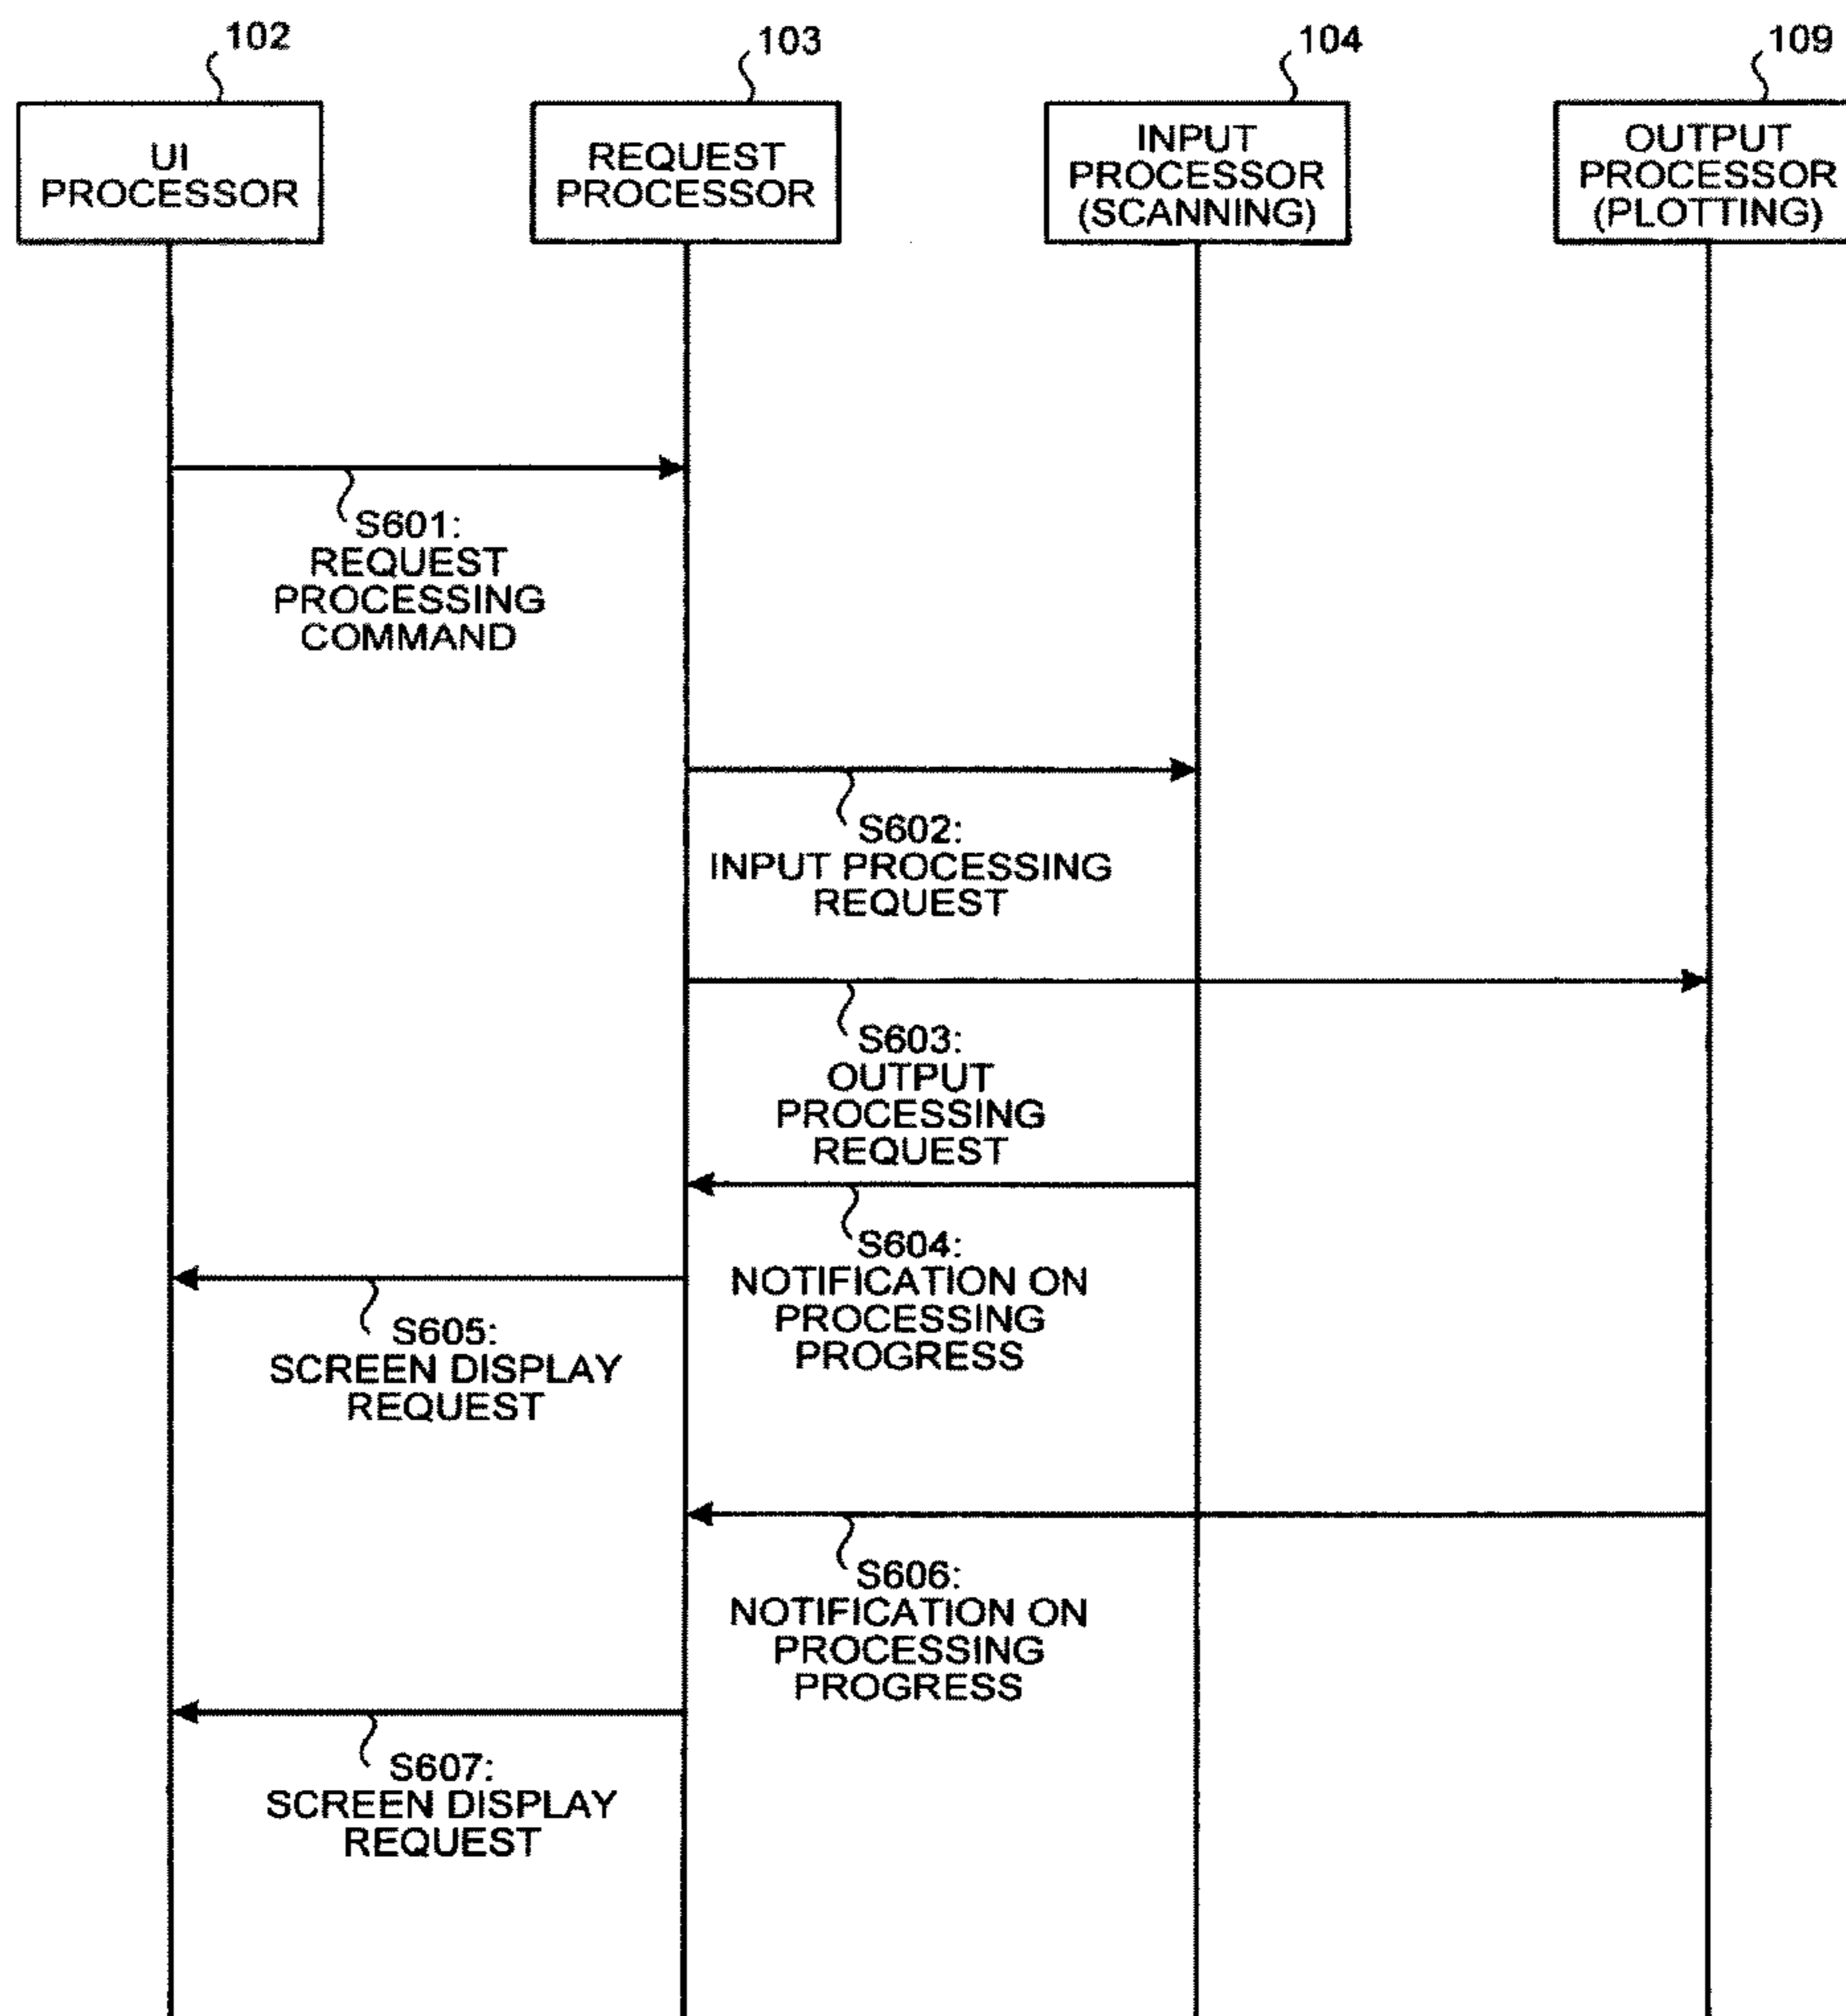 102
103
104
109
UI
PROCESSOR
REQUEST
PROCESSOR
INPUT
PROCESSOR
(SCANNING)
OUTPUT
PROCESSOR
(PLOTTING)
S601:
REQUEST
PROCESSING
COMMAND
S602:
INPUT PROCESSING
REQUEST
S603:
OUTPUT
PROCESSING
REQUEST
S604:
NOTIFICATION ON
PROCESSING
PROGRESS
S605:
SCREEN DISPLAY
REQUEST
S606:
NOTIFICATION ON
PROCESSING
PROGRESS
S607:
SCREEN DISPLAY
REQUEST